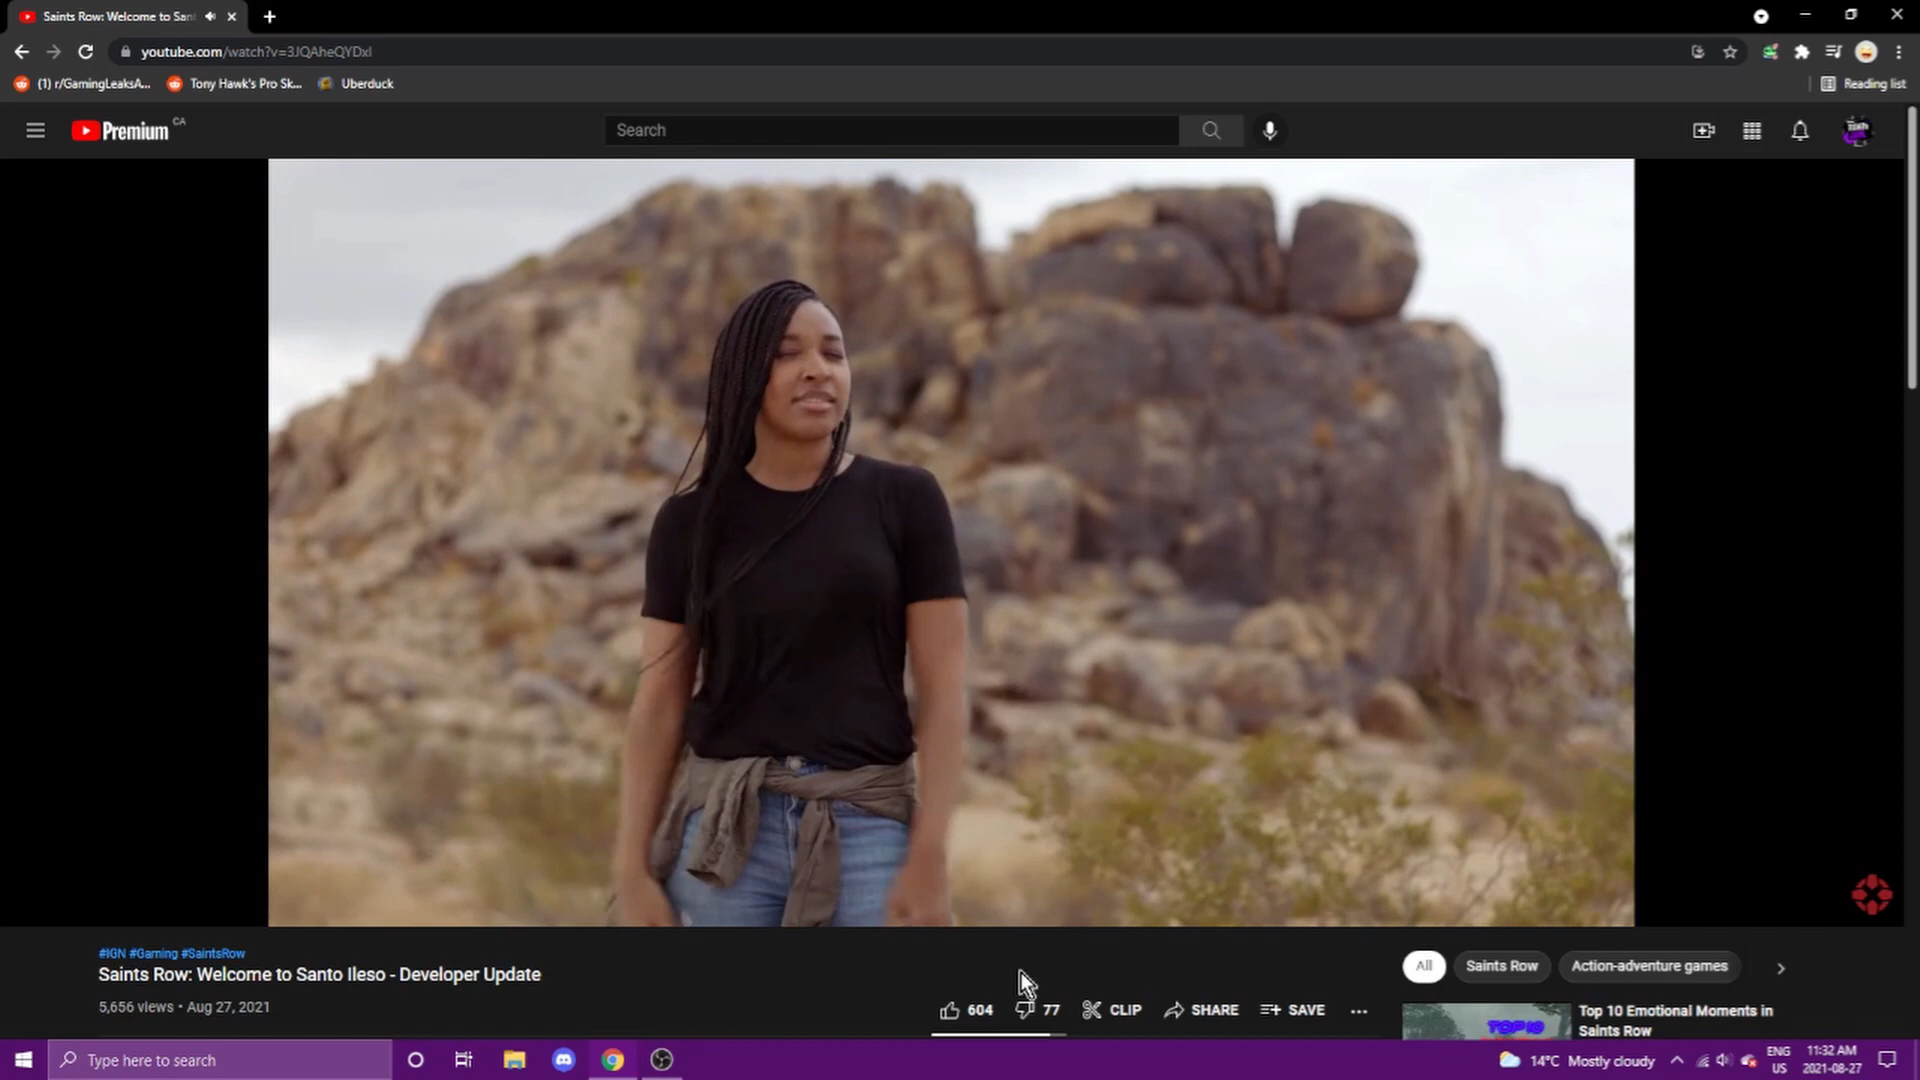 Saints Row: Welcome to San
youtube.com/watch?v=3JQAheQYDxI
(1) r/GamingLeaksA...
Tony Hawk's Pro Sk...
Uberduck
Reading list
Premium CA
Search
#IGN #Gaming #SaintsRow
Saints Row: Welcome to Santo Ileso - Developer Update
5,656 views • Aug 27, 2021
604
77
CLIP
SHARE
SAVE
All
Saints Row
Action-adventure games
TOP 10
Top 10 Emotional Moments in
Saints Row
Type here to search
14°C Mostly cloudy
ENG
US
11:32 AM
2021-08-27